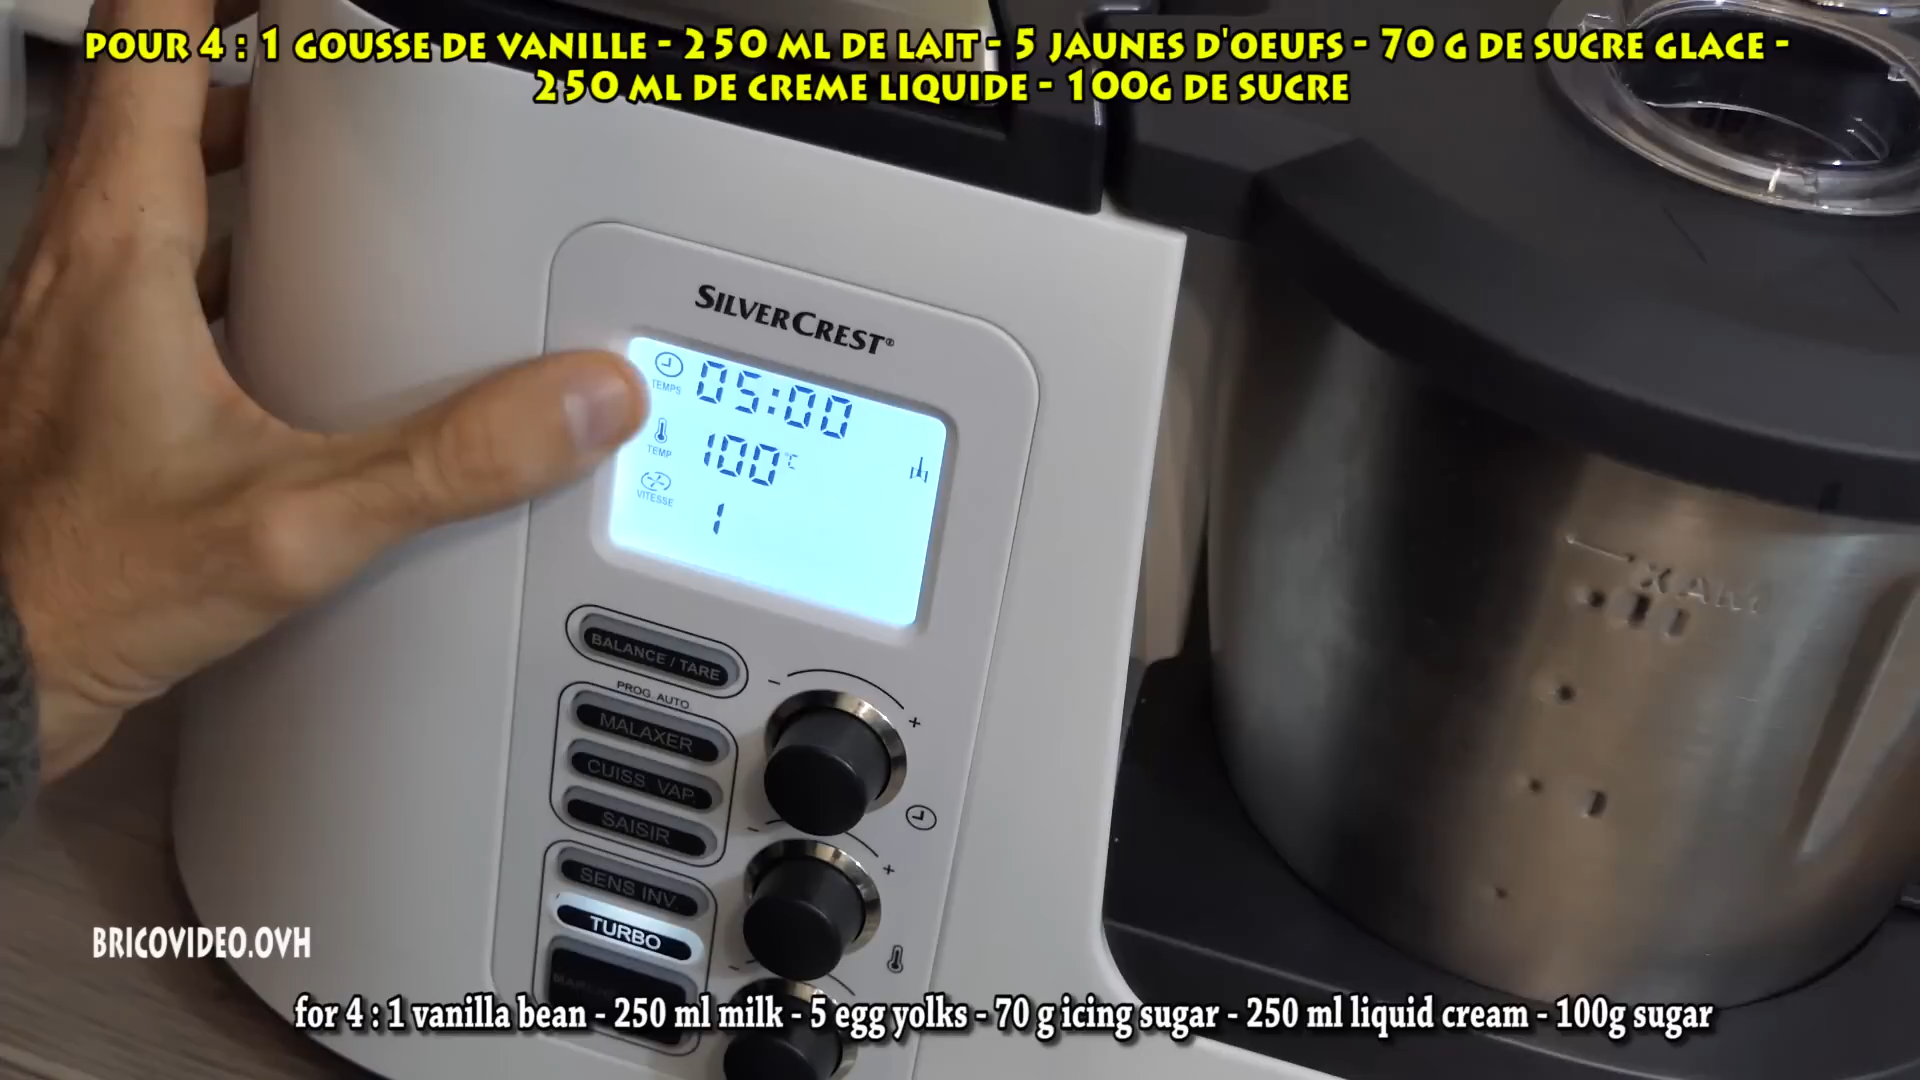 POUR 4 : 1 GOUSSE DE VANILLE - 250 ML DE LAIT - 5 JAUNES D'OEUFS - 70 G DE SUCRE GLACE -
250 ML DE CREME LIQUIDE - 100G DE SUCRE
SILVERCREST®
TEMPS 05:00
TEMP 100°C
VITESSE 1
BALANCE / TARE
PROG. AUTO
MALAXER
CUISS. VAP.
SAISIR
SENS INV.
TURBO
MAX
BRICOVIDEO.OVH
for 4 : 1 vanilla bean - 250 ml milk - 5 egg yolks - 70 g icing sugar - 250 ml liquid cream - 100g sugar